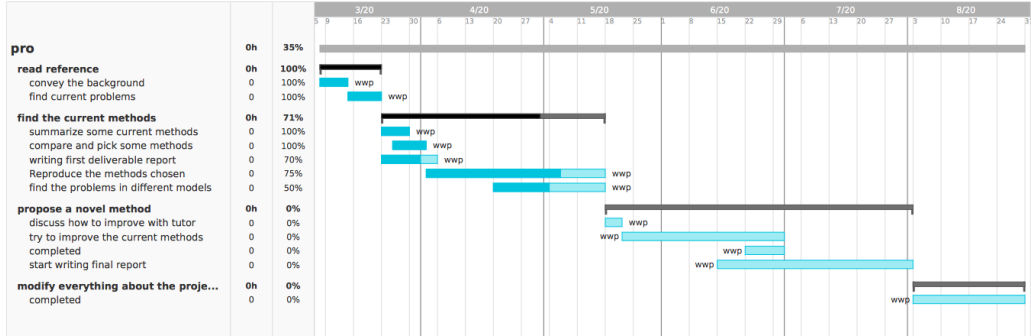 3/20 4/20 5/20 6/20 7/20 8/20
5 9 16 23 30 6 13 20 27 4 11 18 25 1 8 15 22 29 6 13 20 27 3 10 17 24 31
pro 0h 35%
read reference 0h 100%
convey the background 0 100% wwp
find current problems 0 100% wwp
find the current methods 0h 71%
summarize some current methods 0 100% wwp
compare and pick some methods 0 100% wwp
writing first deliverable report 0 70% wwp
Reproduce the methods chosen 0 75% wwp
find the problems in different models 0 50% wwp
propose a novel method 0h 0%
discuss how to improve with tutor 0 0% wwp
try to improve the current methods 0 0% wwp
completed 0 0% wwp
start writing final report 0 0% wwp
modify everything about the proje... 0h 0%
completed 0 0% wwp